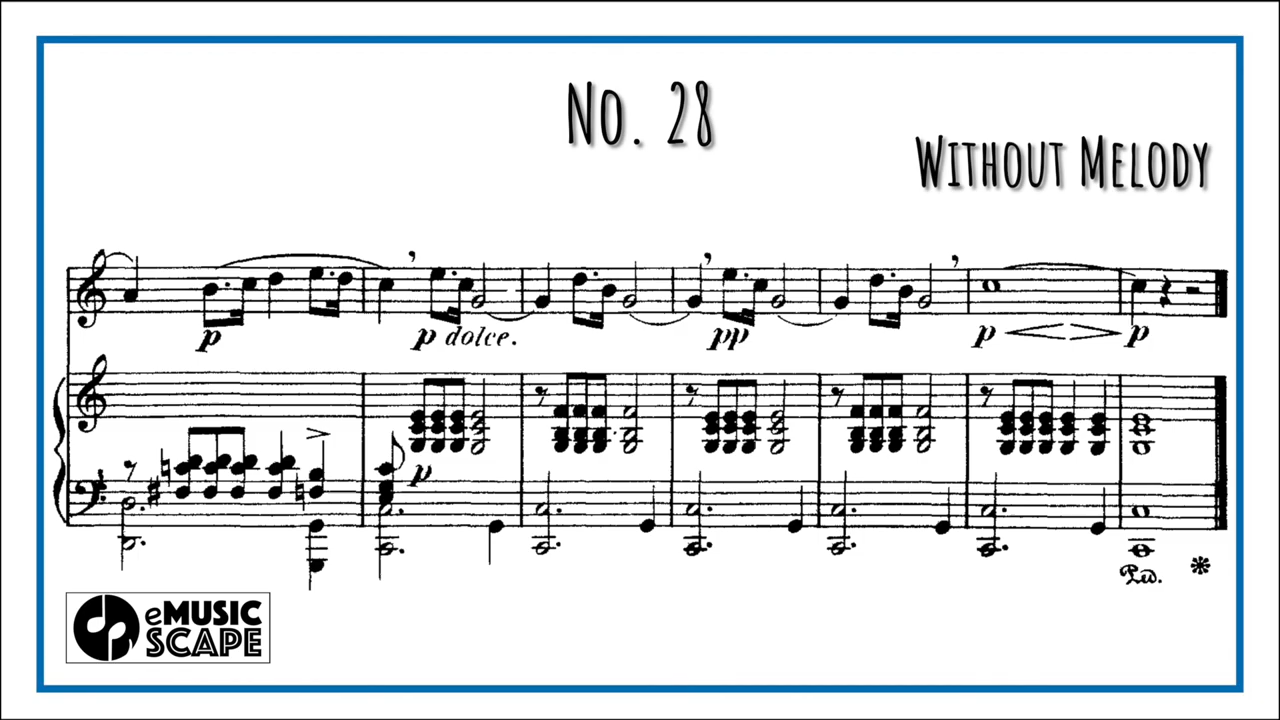 No. 28
WITHOUT MELODY
p
p dolce.
pp
p
p
p
Ped.
eMUSIC
SCAPE